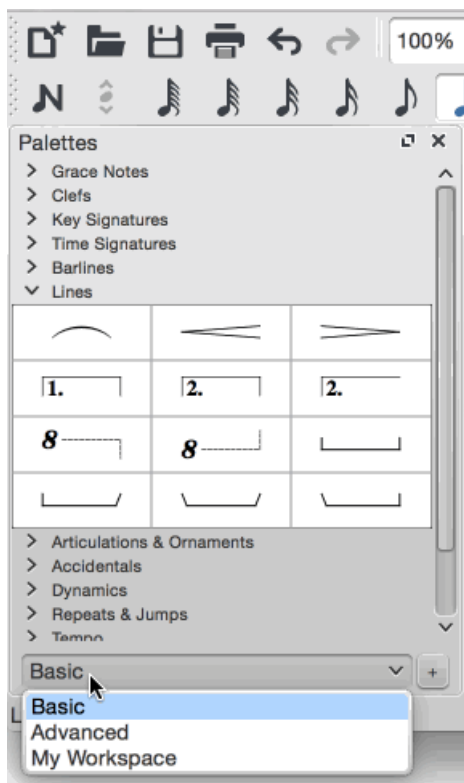 100%
Palettes
Grace Notes
Clefs
Key Signatures
Time Signatures
Barlines
Lines
1. 2. 2.
8 8
Articulations & Ornaments
Accidentals
Dynamics
Repeats & Jumps
Tempo
Basic +
Basic
Advanced
My Workspace